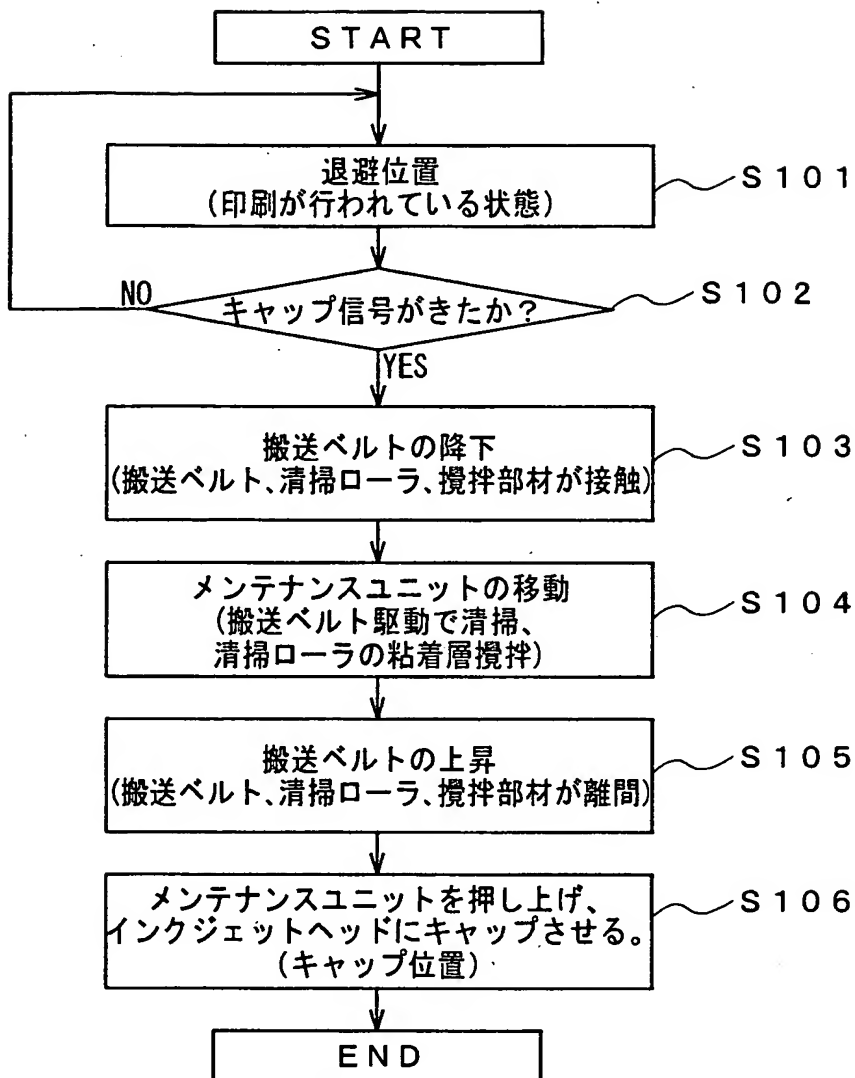 START
退避位置
(印刷が行われている状態)
S101
NO
キャップ信号がきたか?
S102
YES
搬送ベルトの降下
(搬送ベルト、清掃ローラ、攪拌部材が接触)
S103
メンテナンスユニットの移動
(搬送ベルト駆動で清掃、
清掃ローラの粘着層攪拌)
S104
搬送ベルトの上昇
(搬送ベルト、清掃ローラ、攪拌部材が離間)
S105
メンテナンスユニットを押し上げ、
インクジェットヘッドにキャップさせる。
(キャップ位置)
S106
END